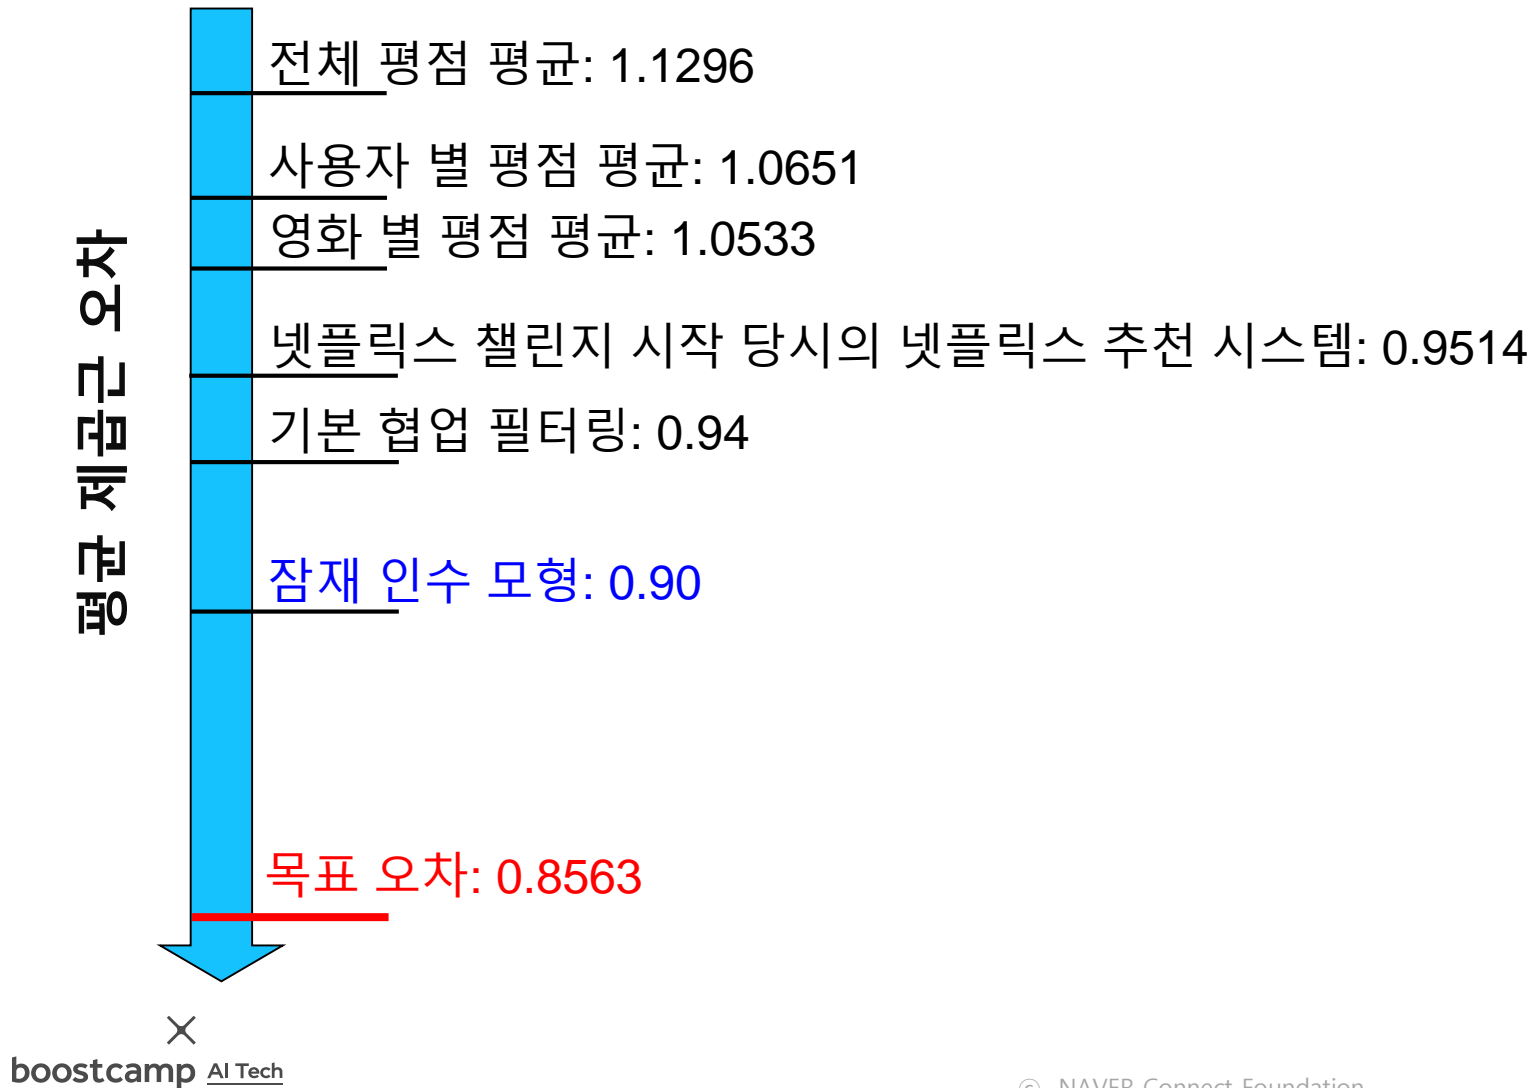 전체 평점 평균: 1.1296
사용자 별 평점 평균: 1.0651
영화 별 평점 평균: 1.0533
평균 제곱근 오차
넷플릭스 챌린지 시작 당시의 넷플릭스 추천 시스템: 0.9514
기본 협업 필터링: 0.94
잠재 인수 모형: 0.90
목표 오차: 0.8563
boostcamp AI Tech
© NAVER Connect Foundation